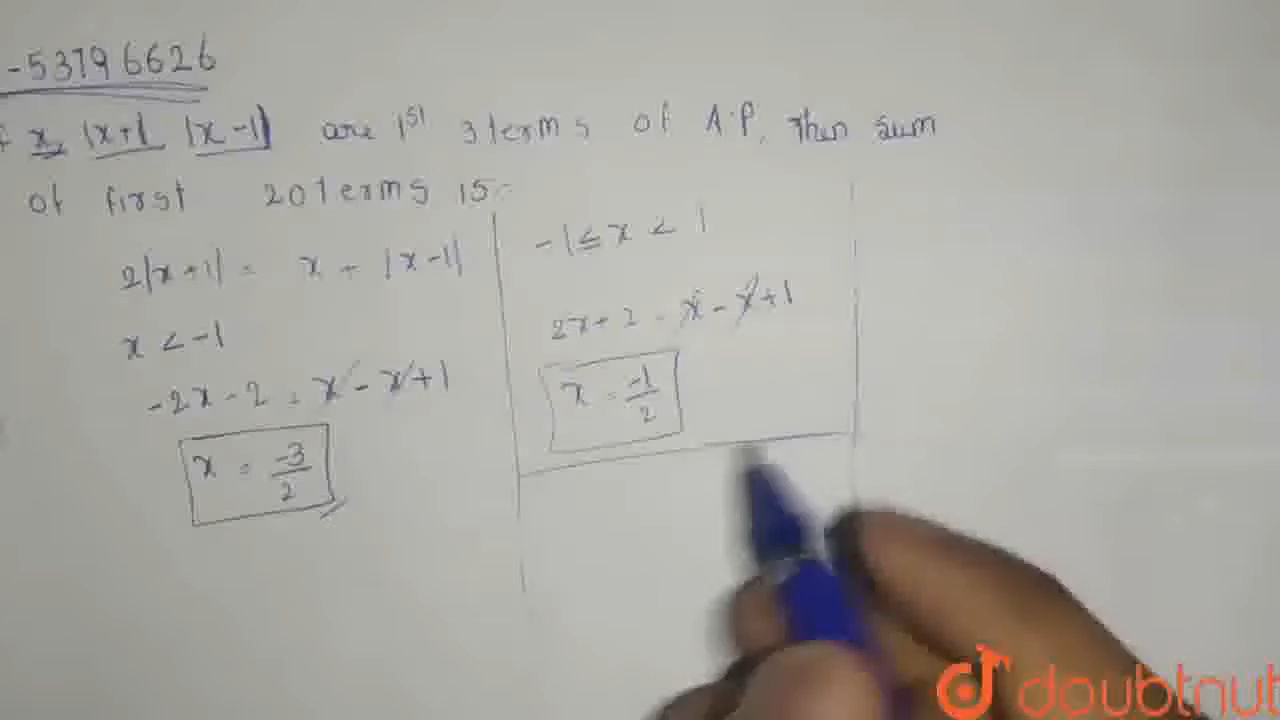 -53796626
f x, |x+1| |x-1| are 1st 3 terms of A.P, Then sum
of first 20 terms is:
2|x+1| = x + |x-1|
x < -1
-2x-2 = x - x+1
x = -3/2
-1 ≤ x < 1
2x+2 = x - x+1
x = -1/2
doubtnut